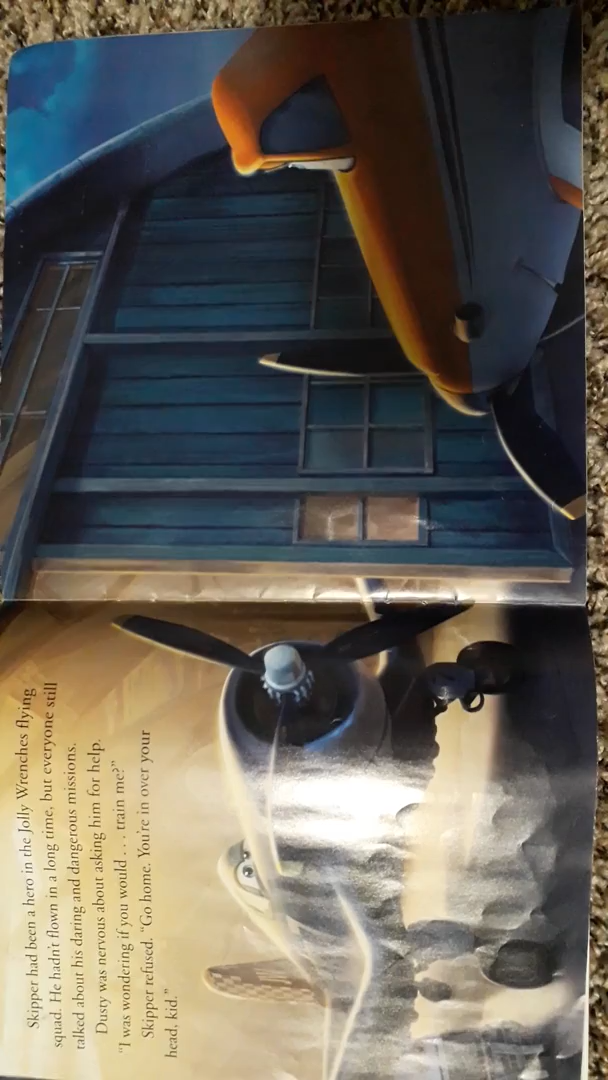 Skipper had been a hero in the Jolly Wrenches flying
squad. He hadn't flown in a long time, but everyone still
talked about his daring and dangerous missions.
Dusty was nervous about asking him for help.
"I was wondering if you would . . . train me?"
Skipper refused. "Go home. You're in over your
head, kid."